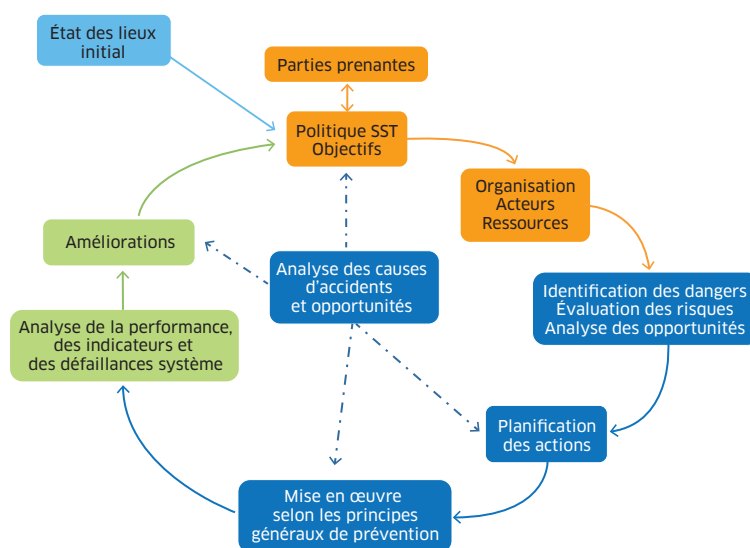 État des lieux
initial
Parties prenantes
Politique SST
Objectifs
Organisation
Acteurs
Ressources
Améliorations
Analyse des causes
d'accidents
et opportunités
Identification des dangers
Évaluation des risques
Analyse des opportunités
Analyse de la performance,
des indicateurs et
des défaillances système
Planification
des actions
Mise en œuvre
selon les principes
généraux de prévention